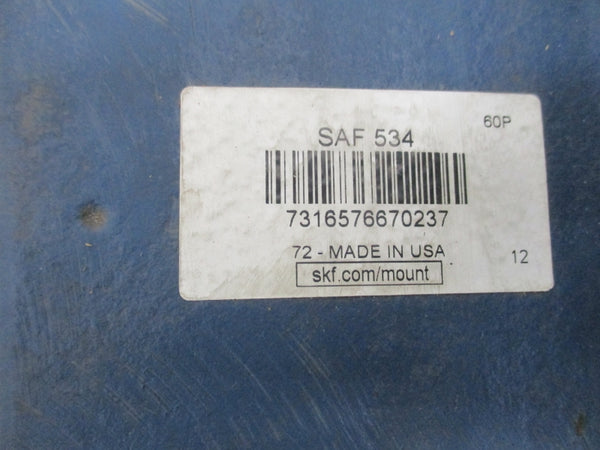 SAF 534
60P
7316576670237
72 - MADE IN USA
skf.com/mount
12